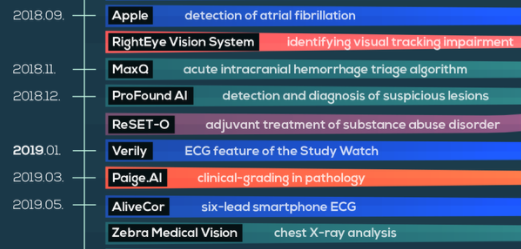 2018.09. Apple detection of atrial fibrillation
RightEye Vision System identifying visual tracking impairment
2018.11. MaxQ acute intracranial hemorrhage triage algorithm
2018.12. ProFound AI detection and diagnosis of suspicious lesions
ReSET-O adjuvant treatment of substance abuse disorder
2019.01. Verily ECG feature of the Study Watch
2019.03. Paige.AI clinical-grading in pathology
2019.05. AliveCor six-lead smartphone ECG
Zebra Medical Vision chest X-ray analysis